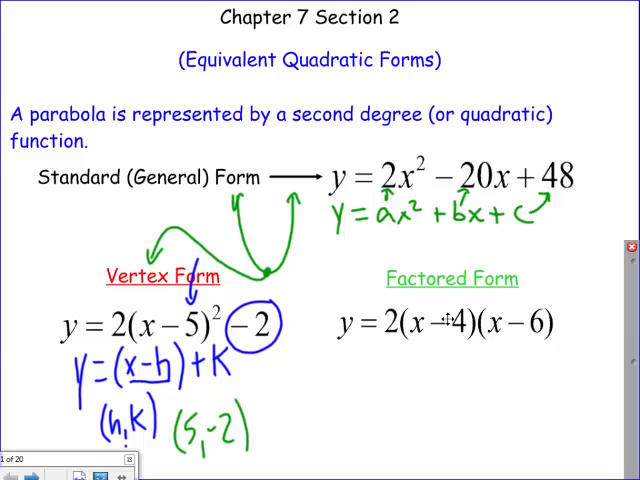 Chapter 7 Section 2
(Equivalent Quadratic Forms)
A parabola is represented by a second degree (or quadratic)
function.
Standard (General) Form → y = 2x² − 20x + 48
y = ax² + bx + c
Vertex Form
y = 2(x − 5)² − 2
y = (x − h) + k
(h, k) (5, −2)
Factored Form
y = 2(x − 4)(x − 6)
1 of 20